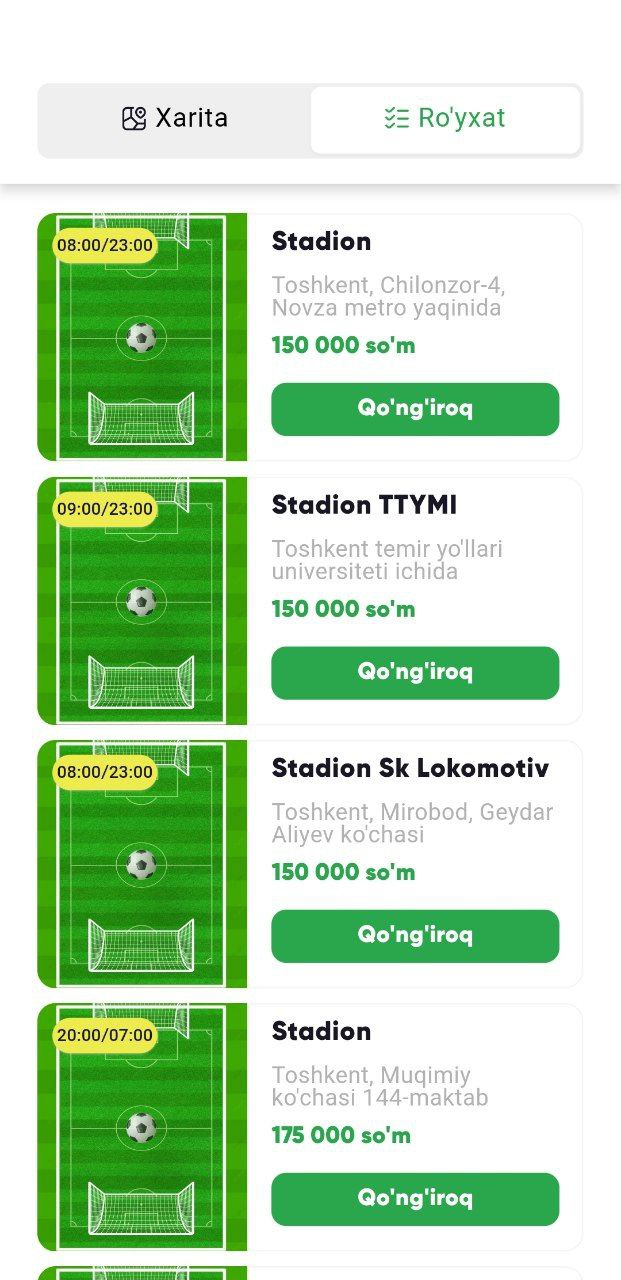 Xarita
Ro'yxat
08:00/23:00
Stadion
Toshkent, Chilonzor-4,
Novza metro yaqinida
150 000 so'm
Qo'ng'iroq
09:00/23:00
Stadion TTYMI
Toshkent temir yo'llari
universiteti ichida
150 000 so'm
Qo'ng'iroq
08:00/23:00
Stadion Sk Lokomotiv
Toshkent, Mirobod, Geydar
Aliyev ko'chasi
150 000 so'm
Qo'ng'iroq
20:00/07:00
Stadion
Toshkent, Muqimiy
ko'chasi 144-maktab
175 000 so'm
Qo'ng'iroq